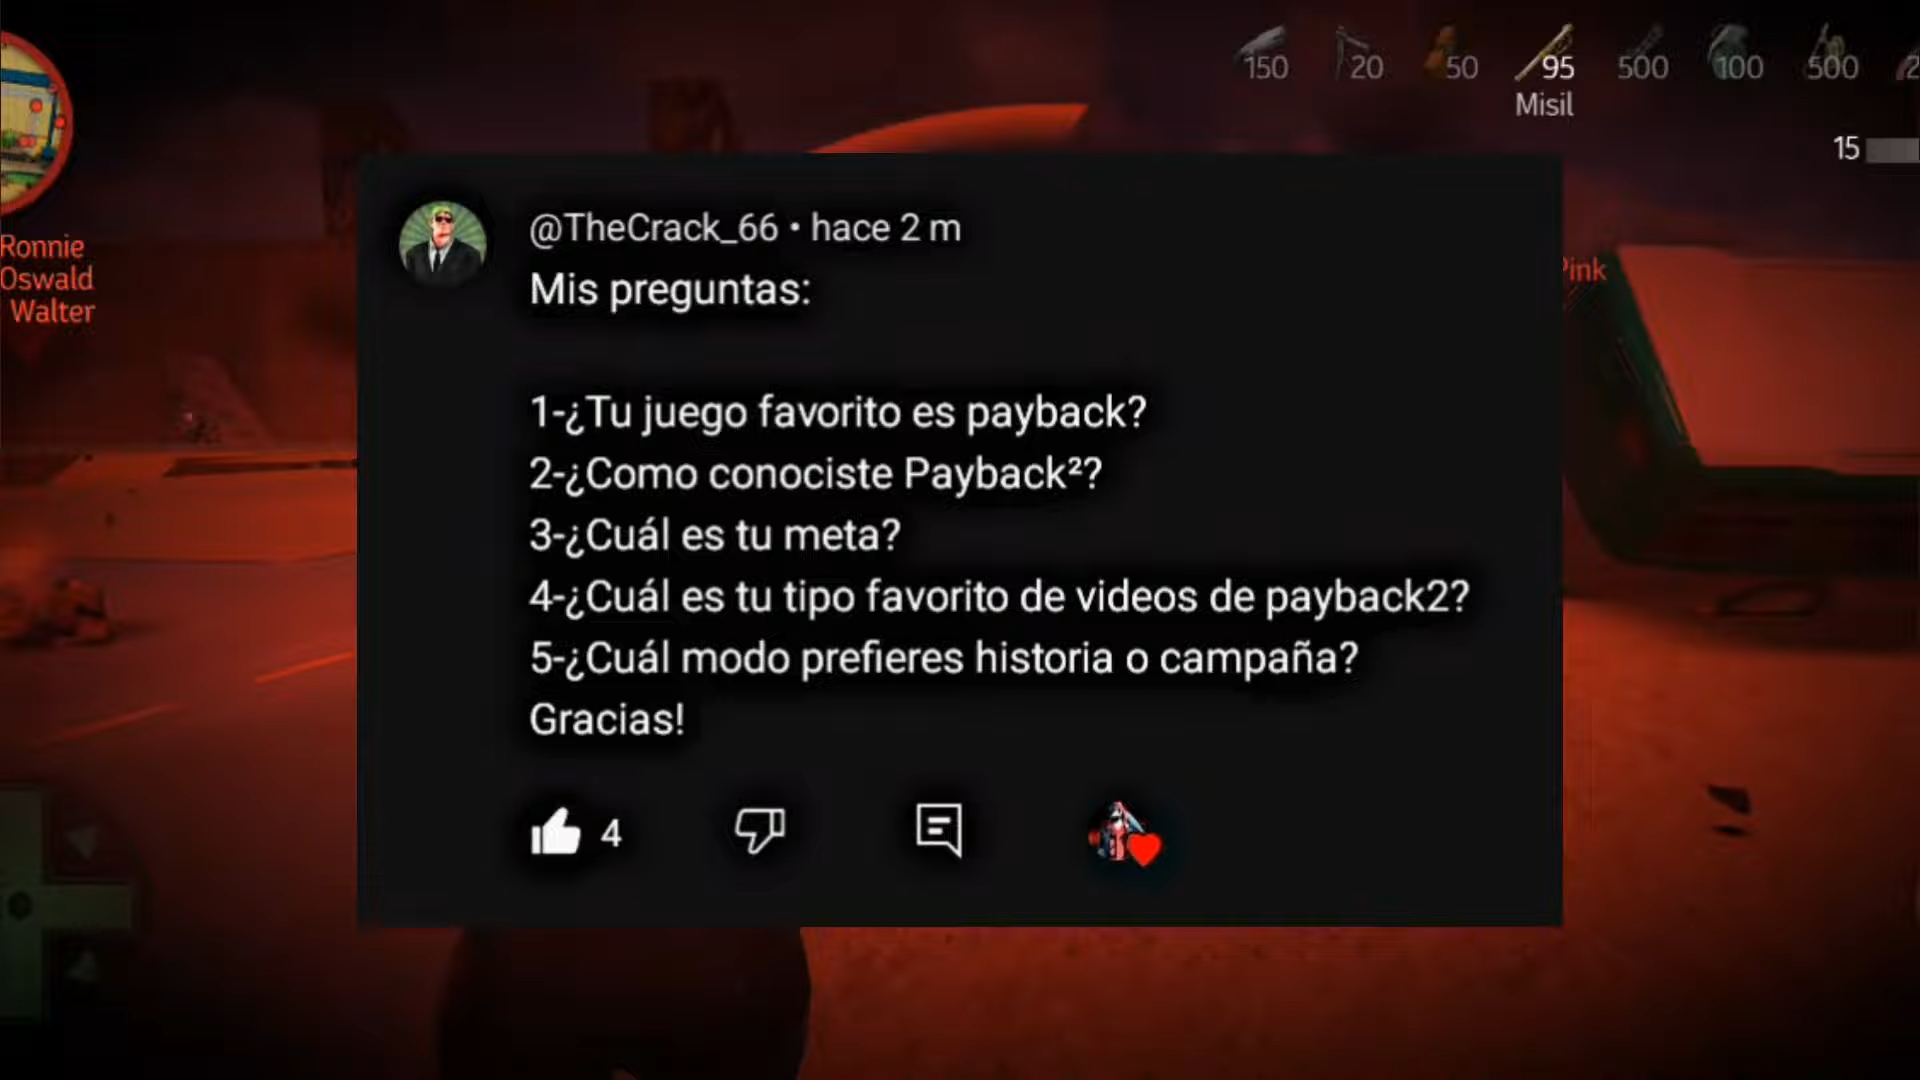 150 20 50 95 500 100 500 2
Misil
15
Ronnie
Oswald
Walter
Pink
@TheCrack_66 • hace 2 m
Mis preguntas:
1-¿Tu juego favorito es payback?
2-¿Como conociste Payback²?
3-¿Cuál es tu meta?
4-¿Cuál es tu tipo favorito de videos de payback2?
5-¿Cuál modo prefieres historia o campaña?
Gracias!
4